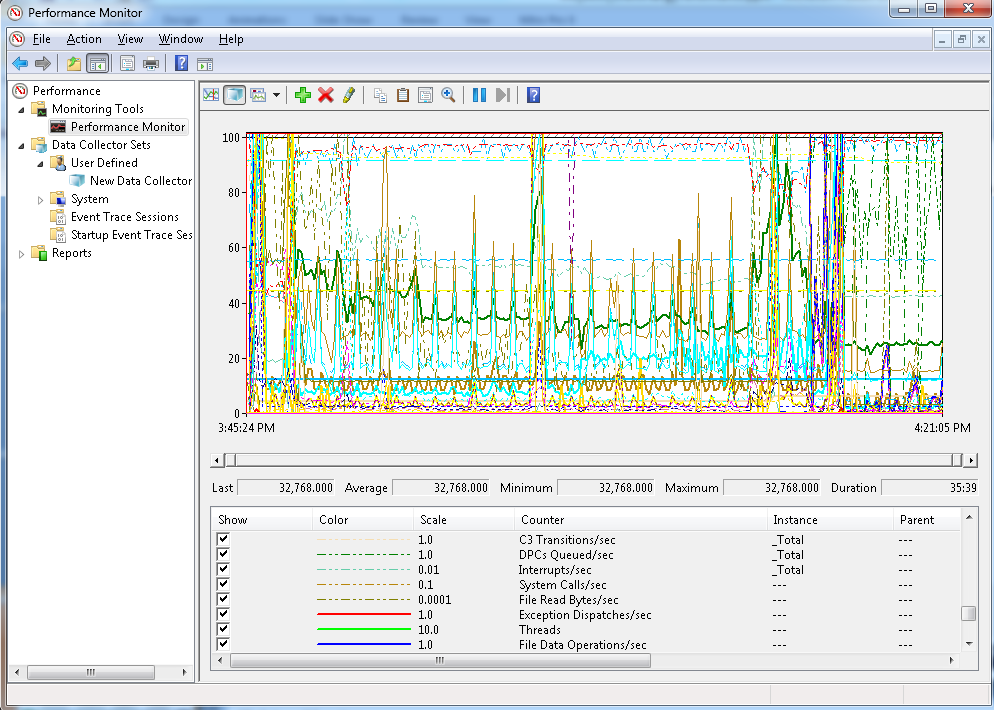 Performance Monitor
File Action View Window Help
Performance
Monitoring Tools
Performance Monitor
Data Collector Sets
User Defined
New Data Collector
System
Event Trace Sessions
Startup Event Trace Ses
Reports
100
80
60
40
20
0
3:45:24 PM 4:21:05 PM
Last 32,768.000 Average 32,768.000 Minimum 32,768.000 Maximum 32,768.000 Duration 35:39
Show Color Scale Counter Instance Parent
1.0 C3 Transitions/sec _Total ---
1.0 DPCs Queued/sec _Total ---
0.01 Interrupts/sec _Total ---
0.1 System Calls/sec --- ---
0.0001 File Read Bytes/sec --- ---
1.0 Exception Dispatches/sec --- ---
10.0 Threads --- ---
1.0 File Data Operations/sec --- ---